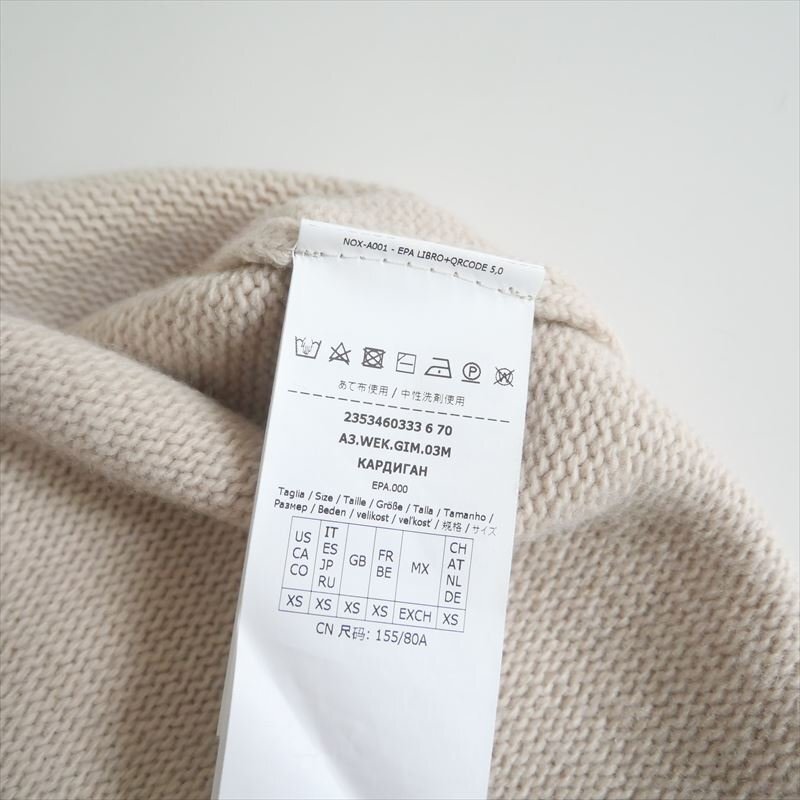 NOX-A001 - EPA LIBRO+QRCODE 5,0
あて布使用 / 中性洗剤使用
2353460333 6 70
A3.WEK.GIM.03M
КАРДИГАН
EPA.000
Taglia / Size / Taille / Größe / Talla / Tamanho /
Размер / Beden / velikost / veľkosť / 规格 / サイズ
US CA CO IT ES JP RU GB FR BE MX CH AT NL DE
XS XS XS XS EXCH XS
CN 尺码: 155/80A